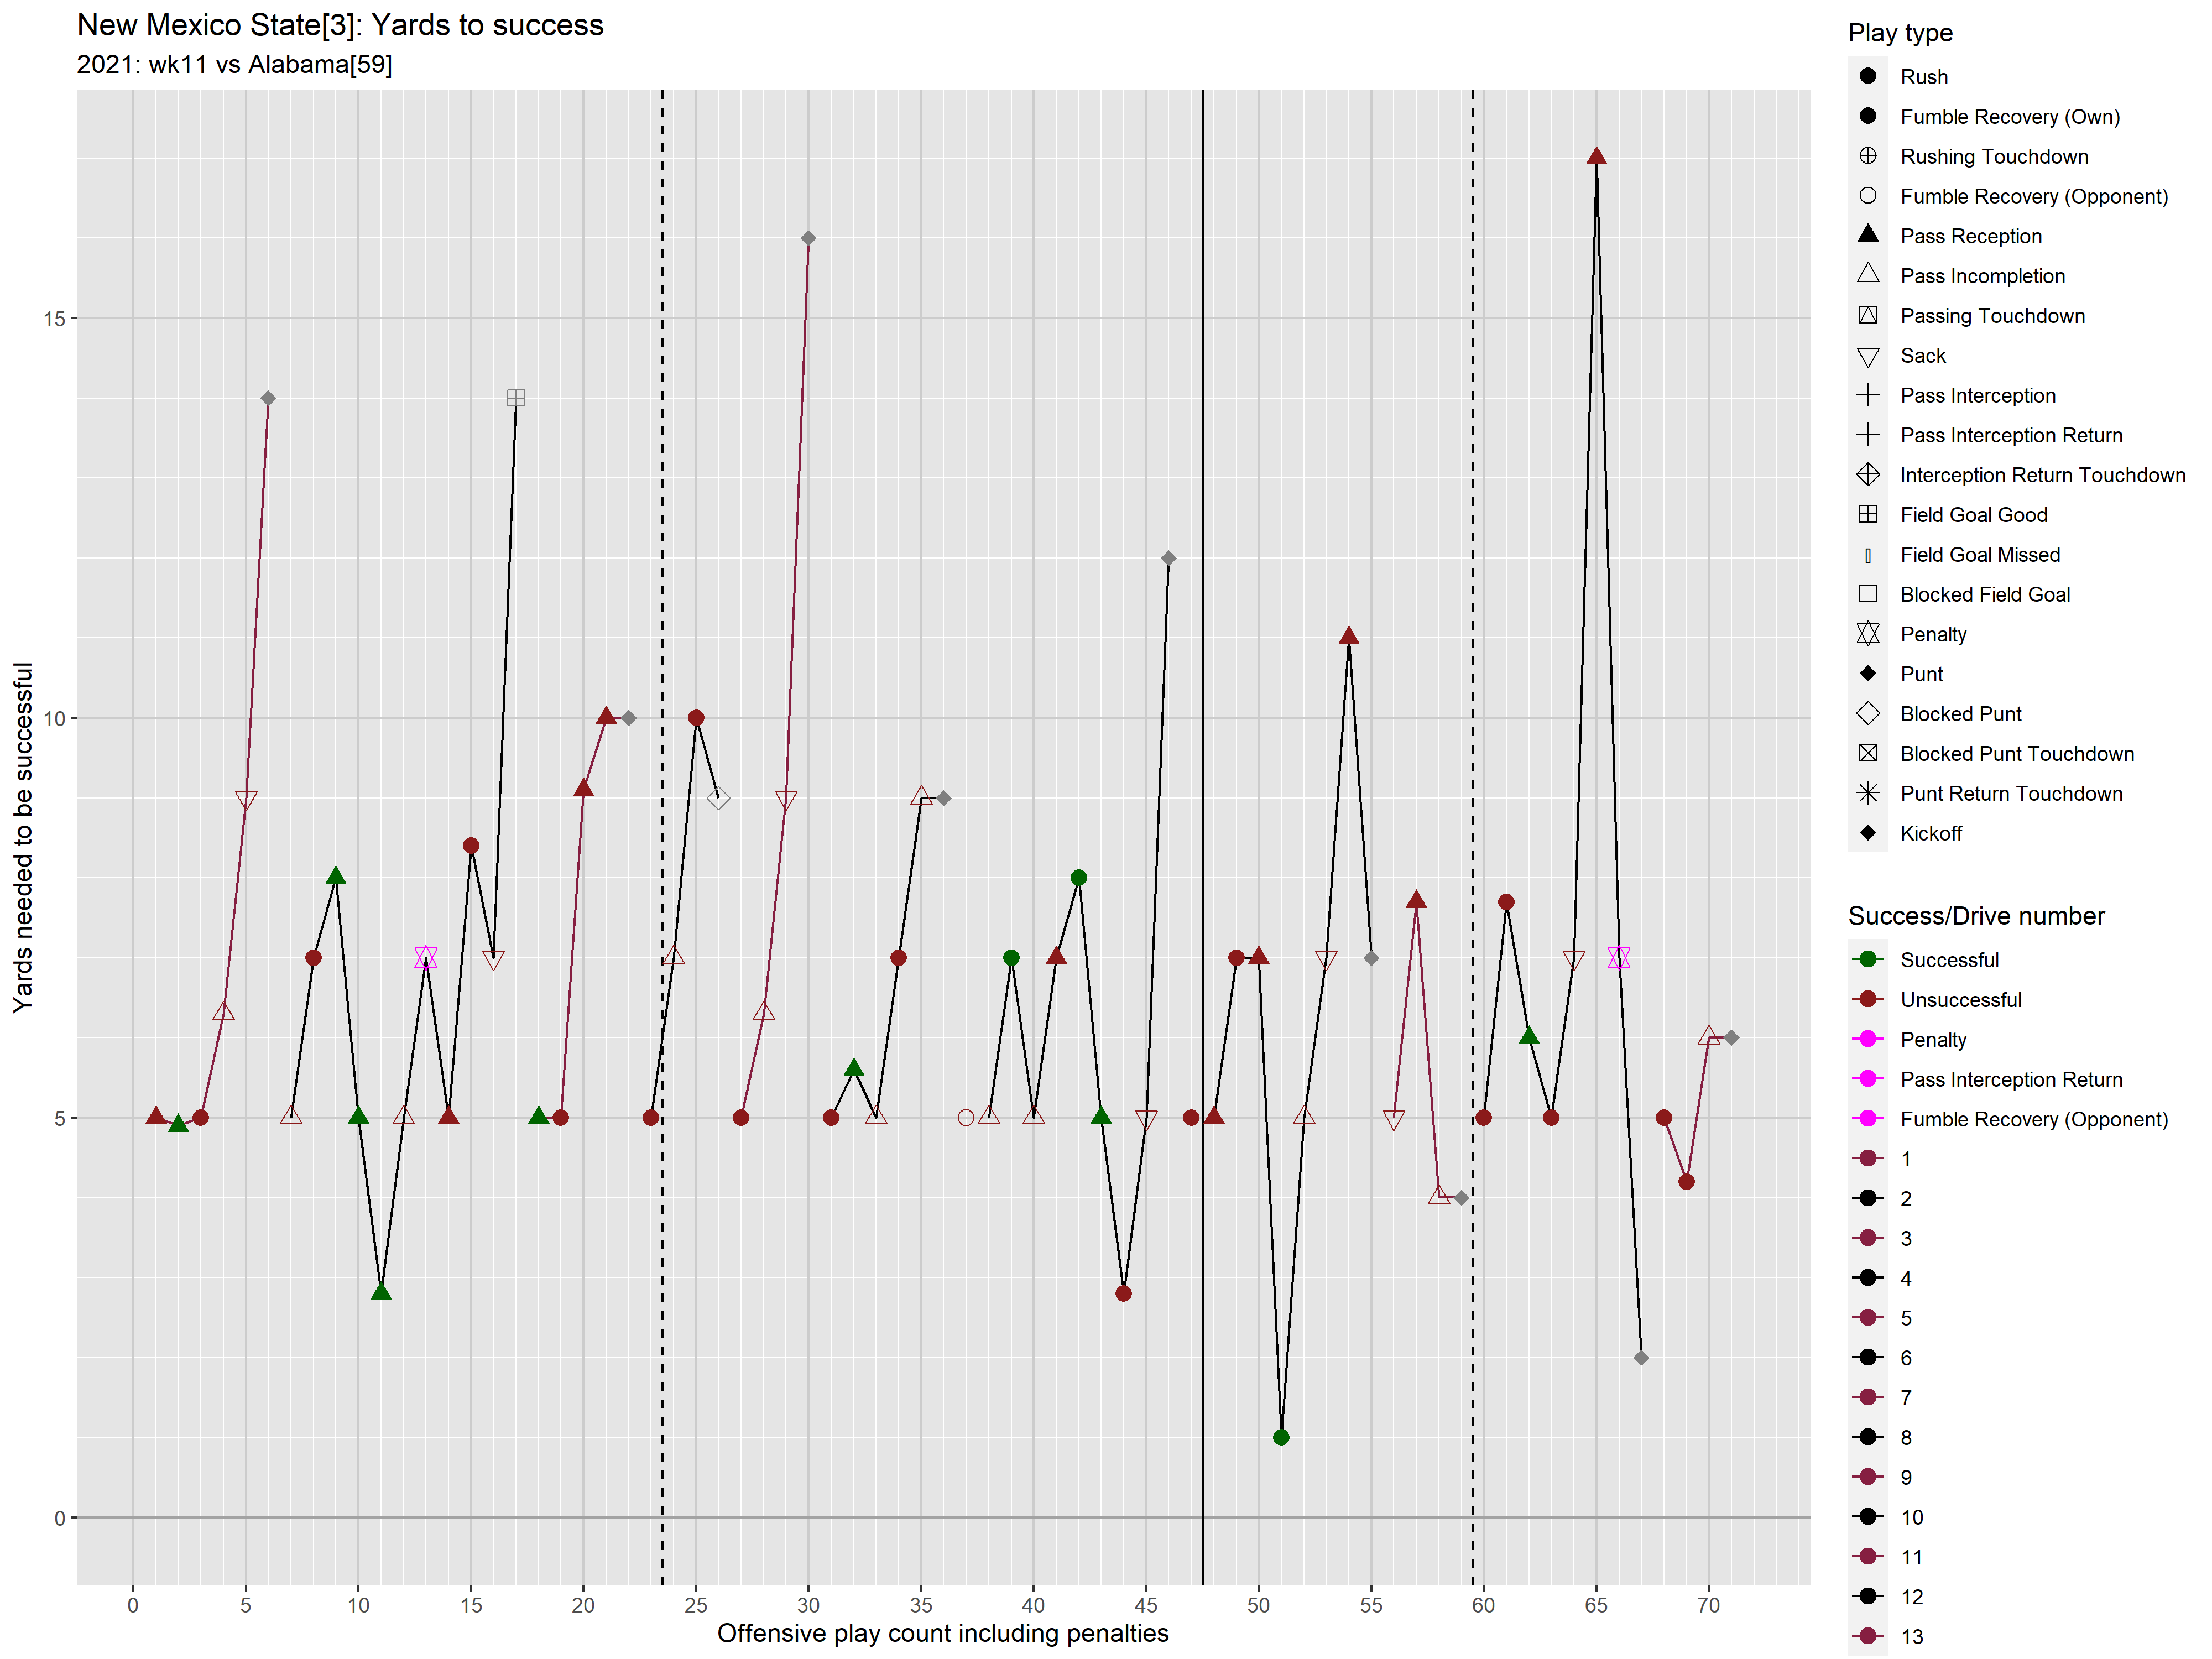 New Mexico State[3]: Yards to success
2021: wk11 vs Alabama[59]
Yards needed to be successful
15
10
5
0
0 5 10 15 20 25 30 35 40 45 50 55 60 65 70
Offensive play count including penalties
Play type
Rush
Fumble Recovery (Own)
Rushing Touchdown
Fumble Recovery (Opponent)
Pass Reception
Pass Incompletion
Passing Touchdown
Sack
Pass Interception
Pass Interception Return
Interception Return Touchdown
Field Goal Good
Field Goal Missed
Blocked Field Goal
Penalty
Punt
Blocked Punt
Blocked Punt Touchdown
Punt Return Touchdown
Kickoff
Success/Drive number
Successful
Unsuccessful
Penalty
Pass Interception Return
Fumble Recovery (Opponent)
1
2
3
4
5
6
7
8
9
10
11
12
13